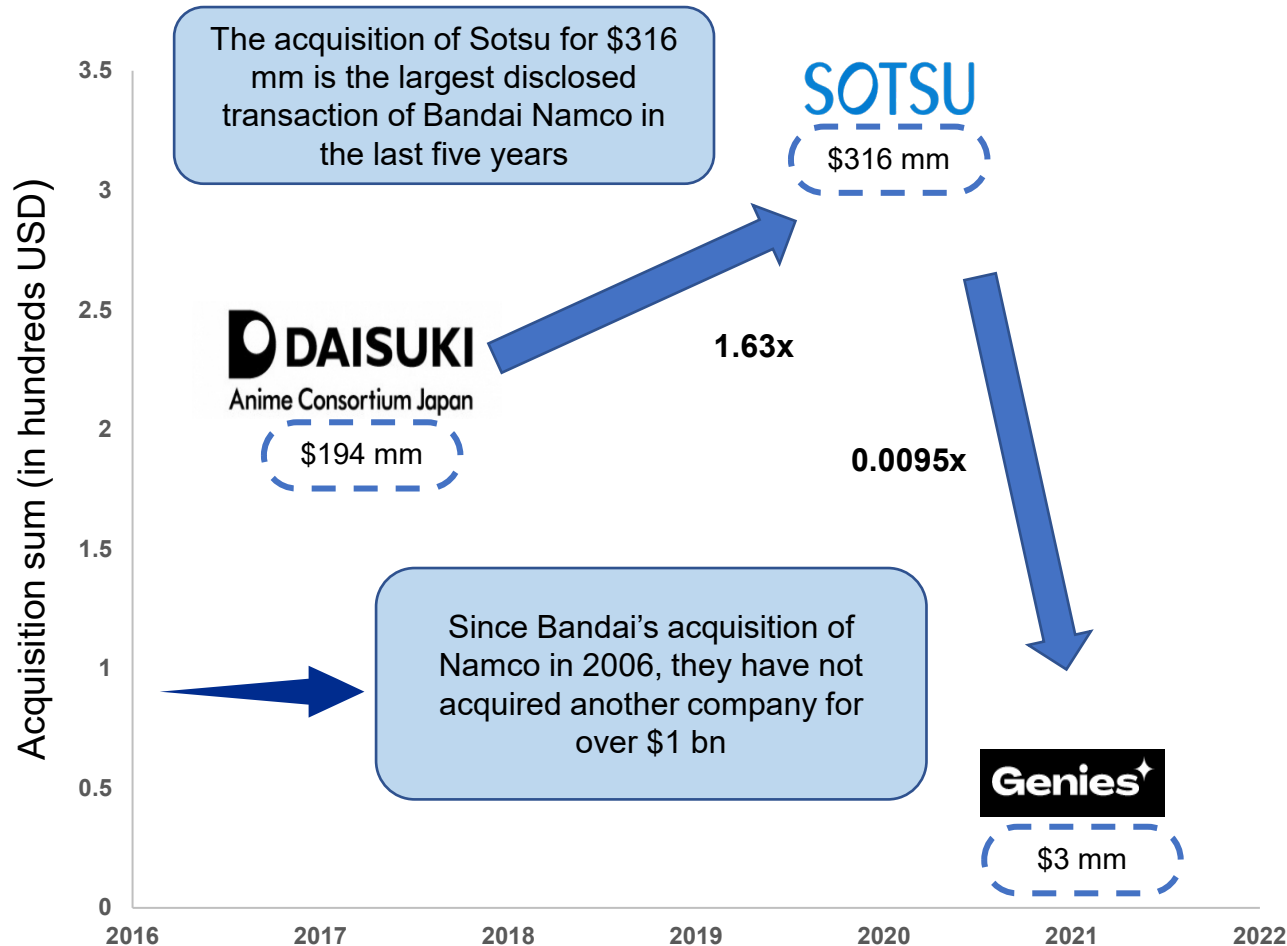 Acquisition sum (in hundreds USD)
3.5
3
2.5
2
1.5
1
0.5
0
The acquisition of Sotsu for $316
mm is the largest disclosed
transaction of Bandai Namco in
the last five years
SOTSU
$316 mm
DAISUKI
Anime Consortium Japan
$194 mm
1.63x
0.0095x
Since Bandai’s acquisition of
Namco in 2006, they have not
acquired another company for
over $1 bn
Genies
$3 mm
2016
2017
2018
2019
2020
2021
2022